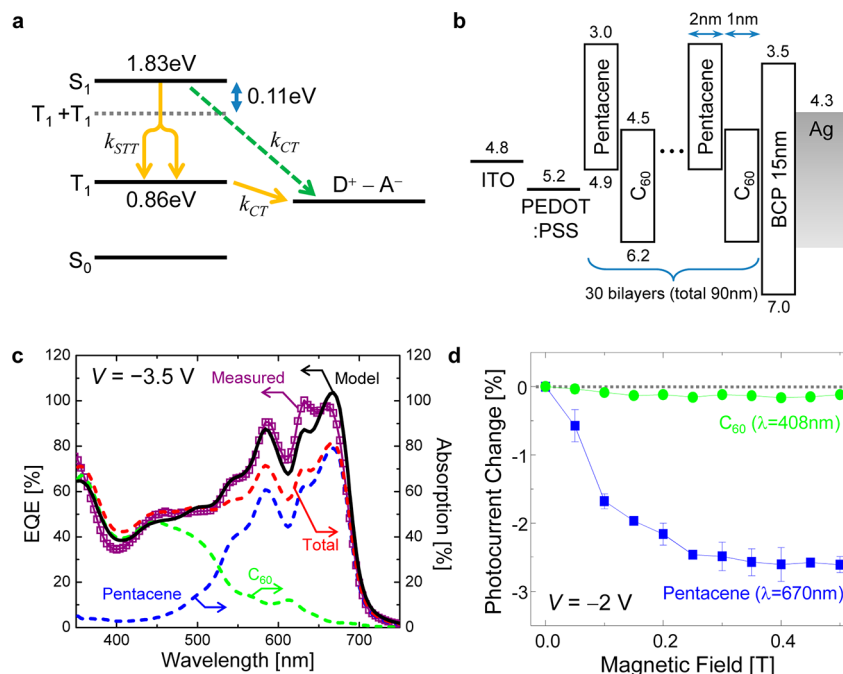 a
1.83eV
S1
0.11eV
T1 +T1
kSTT
kCT
T1
0.86eV
kCT
D+ – A−
S0
b
2nm 1nm
3.0
3.5
Pentacene
Pentacene
4.5
4.3
Ag
4.8
ITO
5.2
PEDOT
:PSS
4.9
C60
C60
BCP 15nm
6.2
30 bilayers (total 90nm)
7.0
c
V = −3.5 V
Measured
Model
Total
C60
Pentacene
EQE [%]
120
100
80
60
40
20
0
Absorption [%]
120
100
80
60
40
20
0
400 500 600 700
Wavelength [nm]
d
Photocurrent Change [%]
0
-1
-2
-3
C60 (λ=408nm)
Pentacene (λ=670nm)
V = −2 V
0.0 0.2 0.4
Magnetic Field [T]